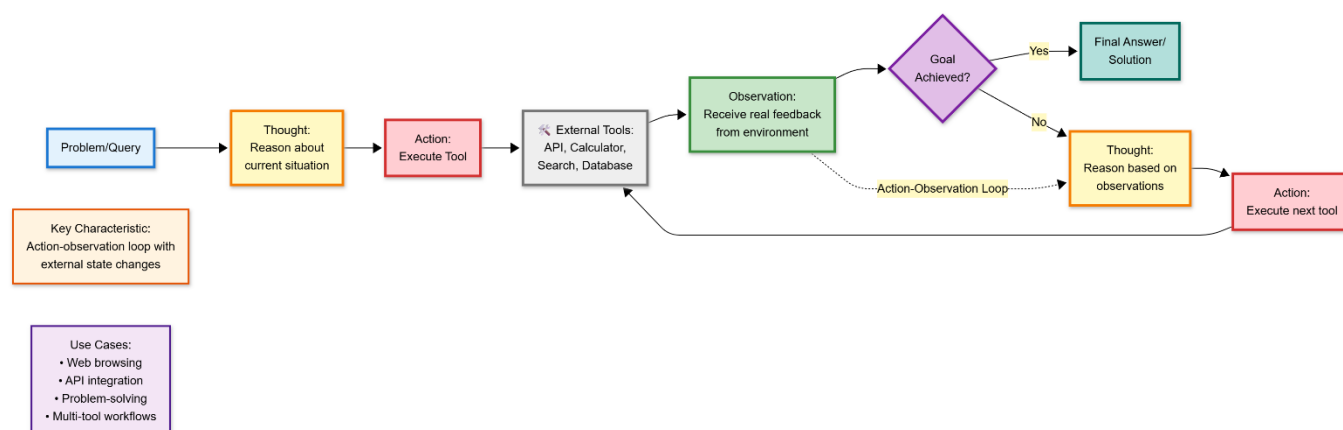 Problem/Query
Thought:
Reason about
current situation
Action:
Execute Tool
🛠️ External Tools:
API, Calculator,
Search, Database
Observation:
Receive real feedback
from environment
Goal
Achieved?
Yes
Final Answer/
Solution
No
Action-Observation Loop
Thought:
Reason based on
observations
Action:
Execute next tool
Key Characteristic:
Action-observation loop with
external state changes
Use Cases:
• Web browsing
• API integration
• Problem-solving
• Multi-tool workflows